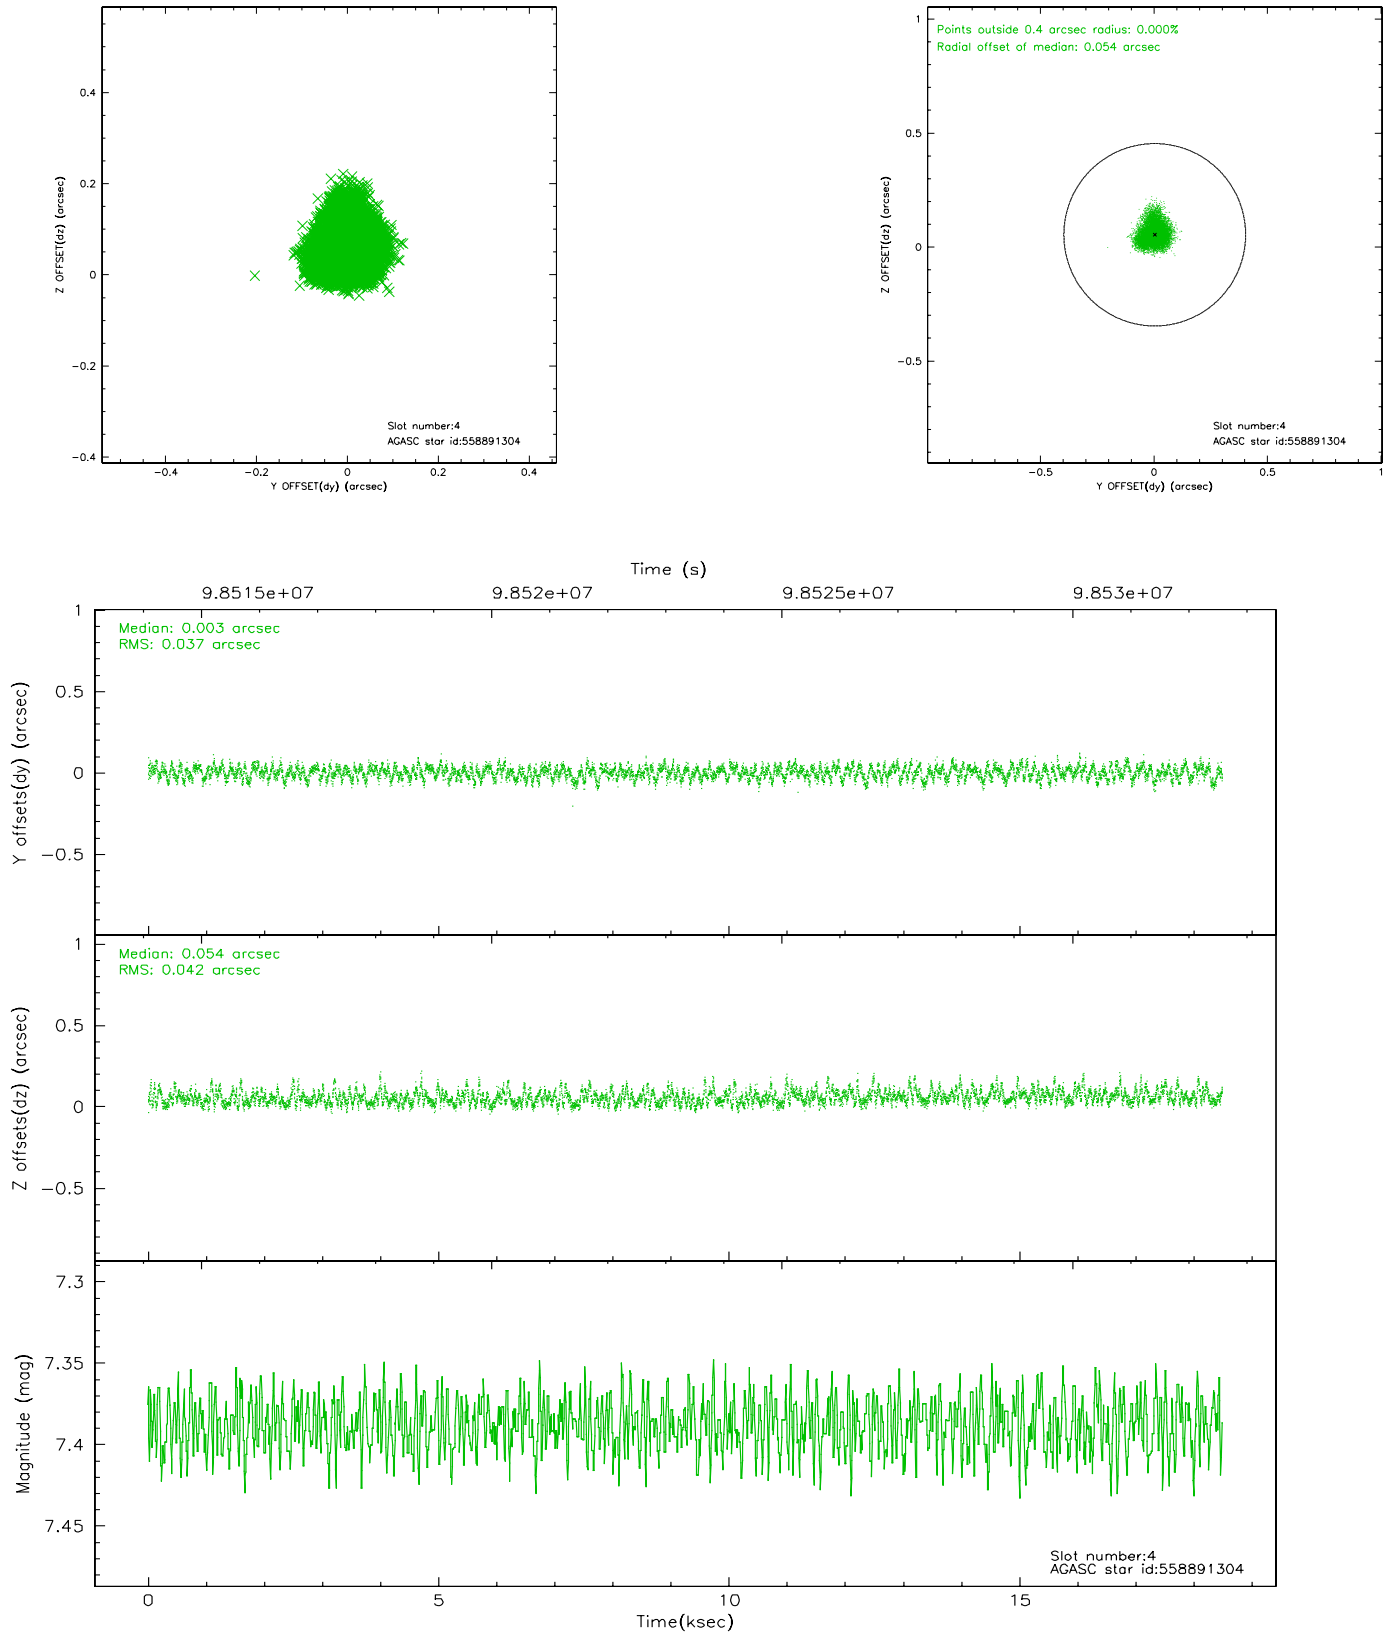 0.4
0.2
0
−0.2
−0.4
Z OFFSET(dz) (arcsec)
Slot number:4
AGASC star id:558891304
−0.4 −0.2 0 0.2 0.4
Y OFFSET(dy) (arcsec)
Points outside 0.4 arcsec radius: 0.000%
Radial offset of median: 0.054 arcsec
1
0.5
0
−0.5
Z OFFSET(dz) (arcsec)
Slot number:4
AGASC star id:558891304
−0.5 0 0.5 1
Y OFFSET(dy) (arcsec)
Time (s)
9.8515e+07 9.852e+07 9.8525e+07 9.853e+07
Median: 0.003 arcsec
RMS: 0.037 arcsec
1
0.5
0
−0.5
Y offsets(dy) (arcsec)
Median: 0.054 arcsec
RMS: 0.042 arcsec
1
0.5
0
−0.5
Z offsets(dz) (arcsec)
7.3
7.35
7.4
7.45
Magnitude (mag)
Slot number:4
AGASC star id:558891304
0 5 10 15
Time(ksec)